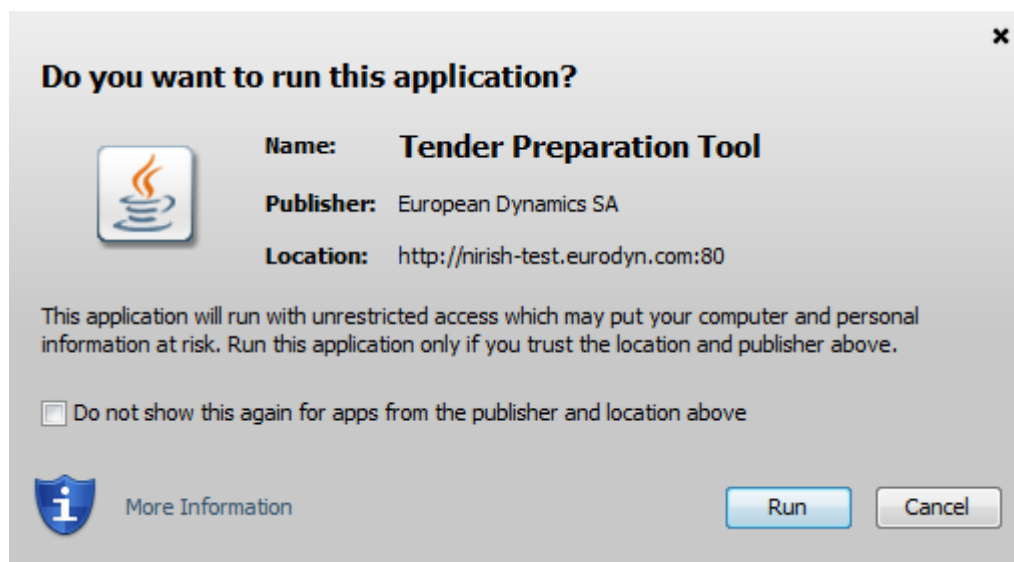 Do you want to run this application?
Name: Tender Preparation Tool
Publisher: European Dynamics SA
Location: http://nirish-test.eurodyn.com:80
This application will run with unrestricted access which may put your computer and personal
information at risk. Run this application only if you trust the location and publisher above.
Do not show this again for apps from the publisher and location above
More Information
Run
Cancel